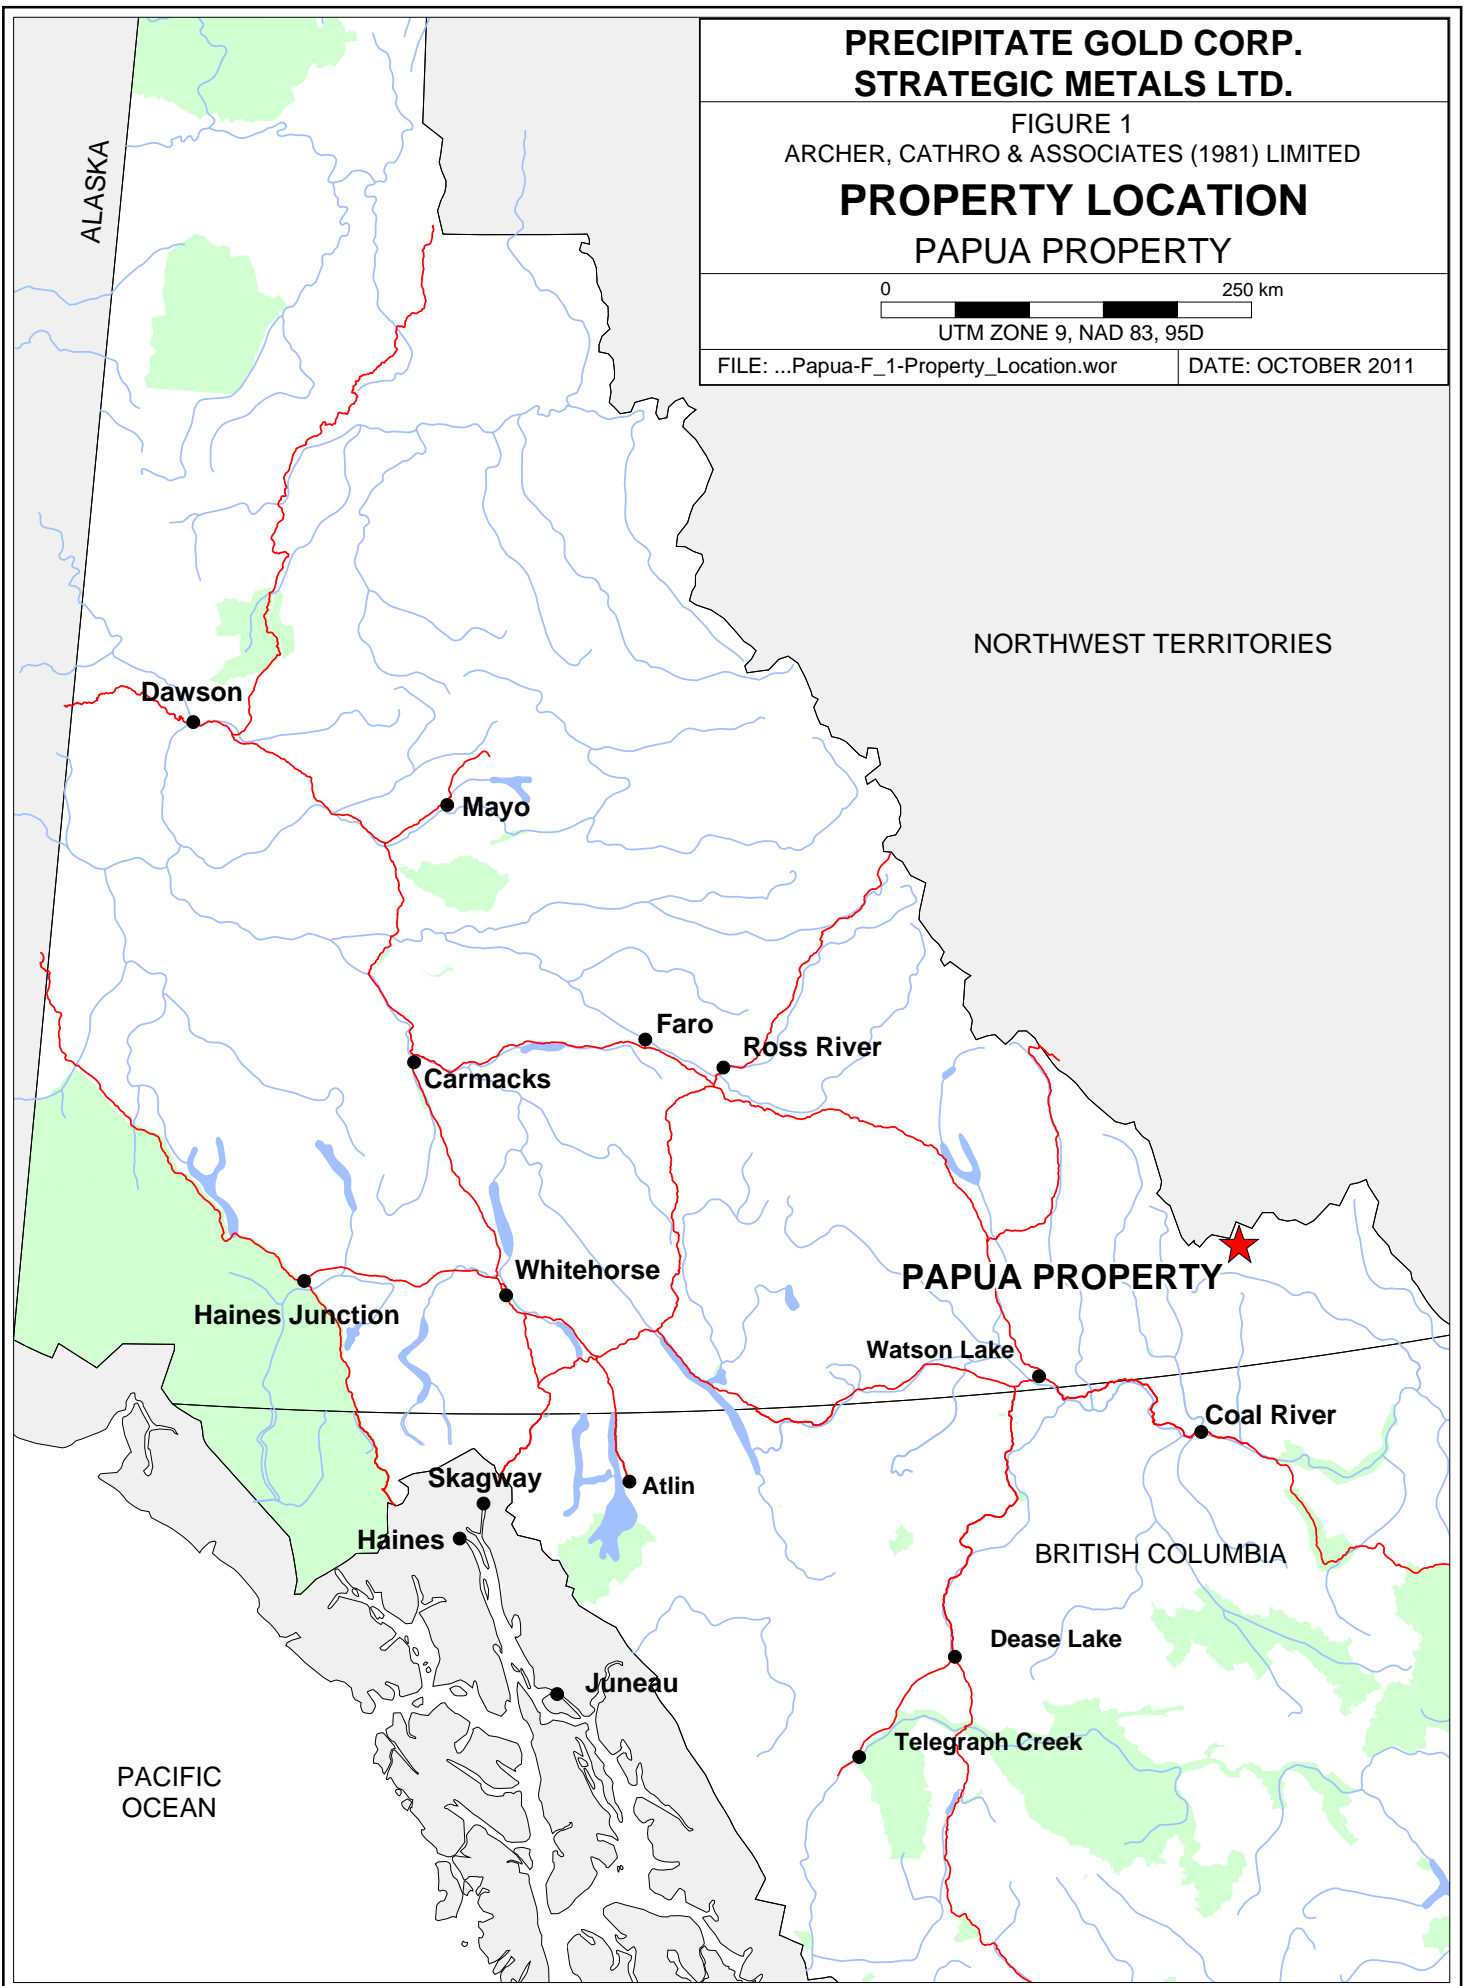 PRECIPITATE GOLD CORP.
STRATEGIC METALS LTD.
FIGURE 1
ARCHER, CATHRO & ASSOCIATES (1981) LIMITED
PROPERTY LOCATION
PAPUA PROPERTY
0 250 km
UTM ZONE 9, NAD 83, 95D
FILE: ...Papua-F_1-Property_Location.wor DATE: OCTOBER 2011
ALASKA
NORTHWEST TERRITORIES
Dawson
Mayo
Faro
Ross River
Carmacks
Whitehorse
PAPUA PROPERTY
Haines Junction
Watson Lake
Coal River
Skagway
Atlin
Haines
BRITISH COLUMBIA
Dease Lake
Juneau
Telegraph Creek
PACIFIC
OCEAN